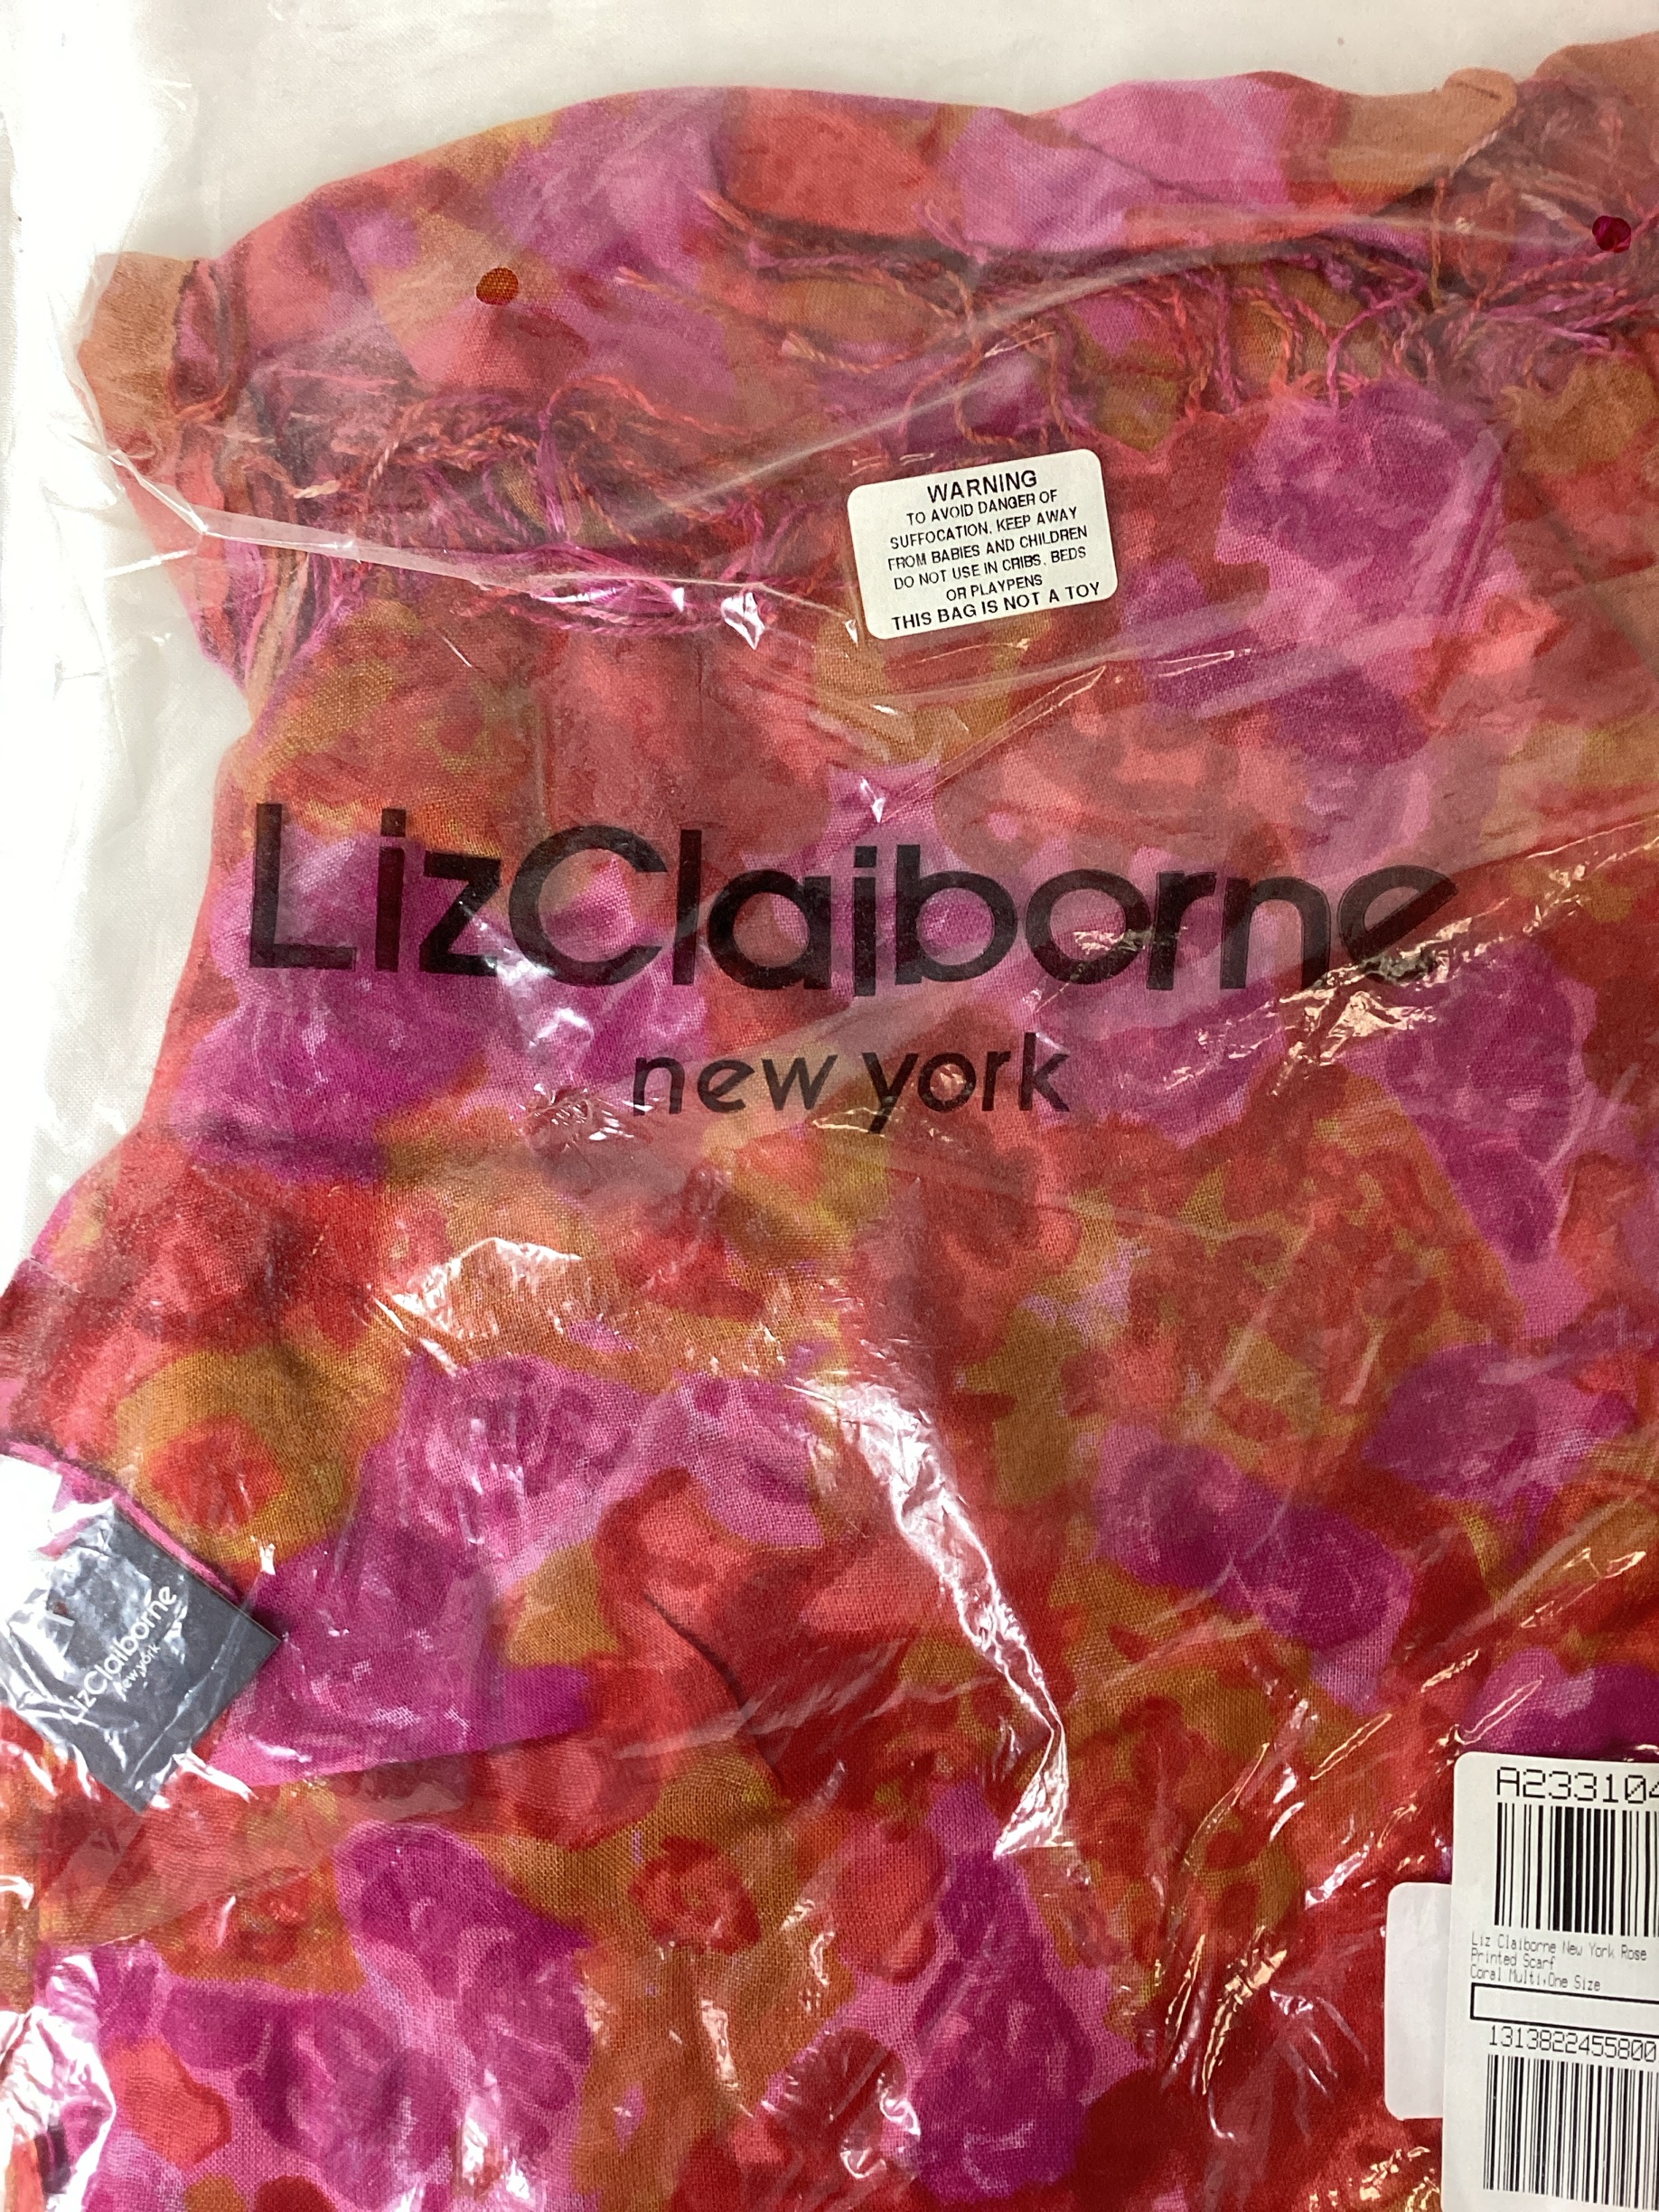 WARNING
TO AVOID DANGER OF
SUFFOCATION, KEEP AWAY
FROM BABIES AND CHILDREN
DO NOT USE IN CRIBS, BEDS
OR PLAYPENS
THIS BAG IS NOT A TOY
LizClaiborne
new york
LizClaiborne
new york
A233104
Liz Claiborne New York Rose
Printed Scarf
Coral Multi,One Size
1313822455800